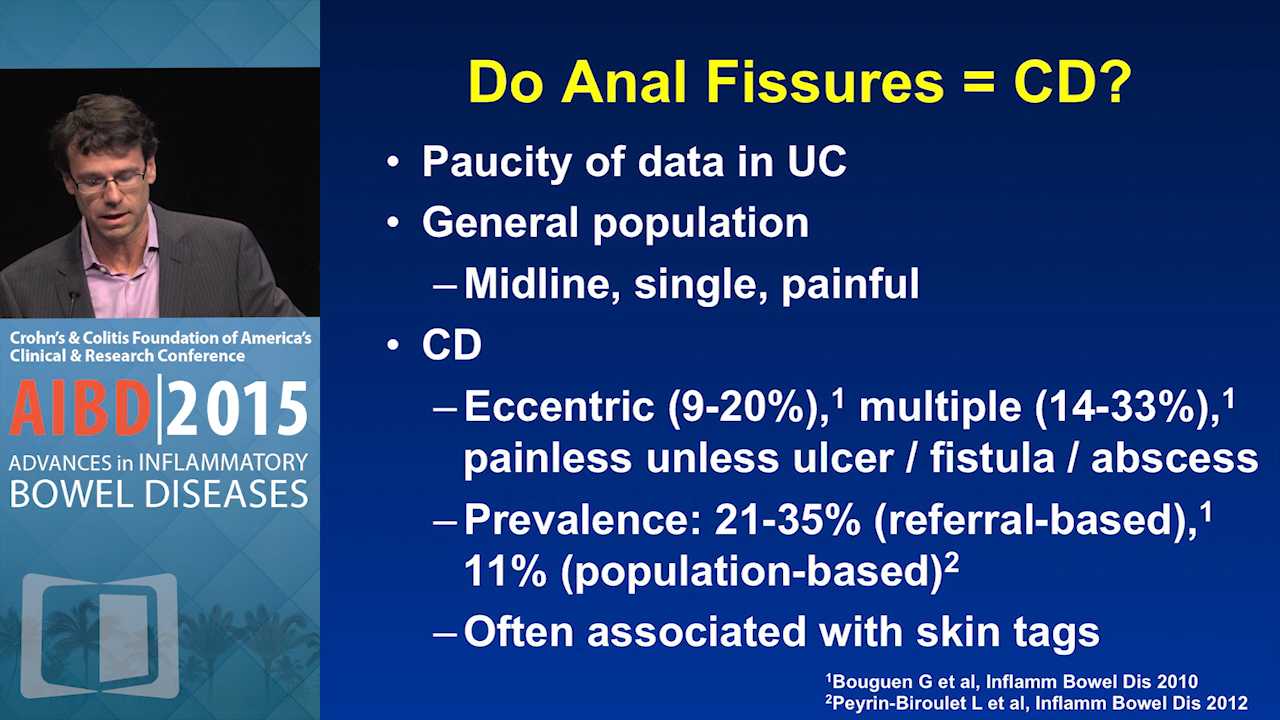 Do Anal Fissures = CD?
• Paucity of data in UC
• General population
– Midline, single, painful
• CD
– Eccentric (9-20%),¹ multiple (14-33%),¹
painless unless ulcer / fistula / abscess
– Prevalence: 21-35% (referral-based),¹
11% (population-based)²
– Often associated with skin tags
¹Bouguen G et al, Inflamm Bowel Dis 2010
²Peyrin-Biroulet L et al, Inflamm Bowel Dis 2012
Crohn’s & Colitis Foundation of America’s
Clinical & Research Conference
AIBD|2015
ADVANCES in INFLAMMATORY
BOWEL DISEASES